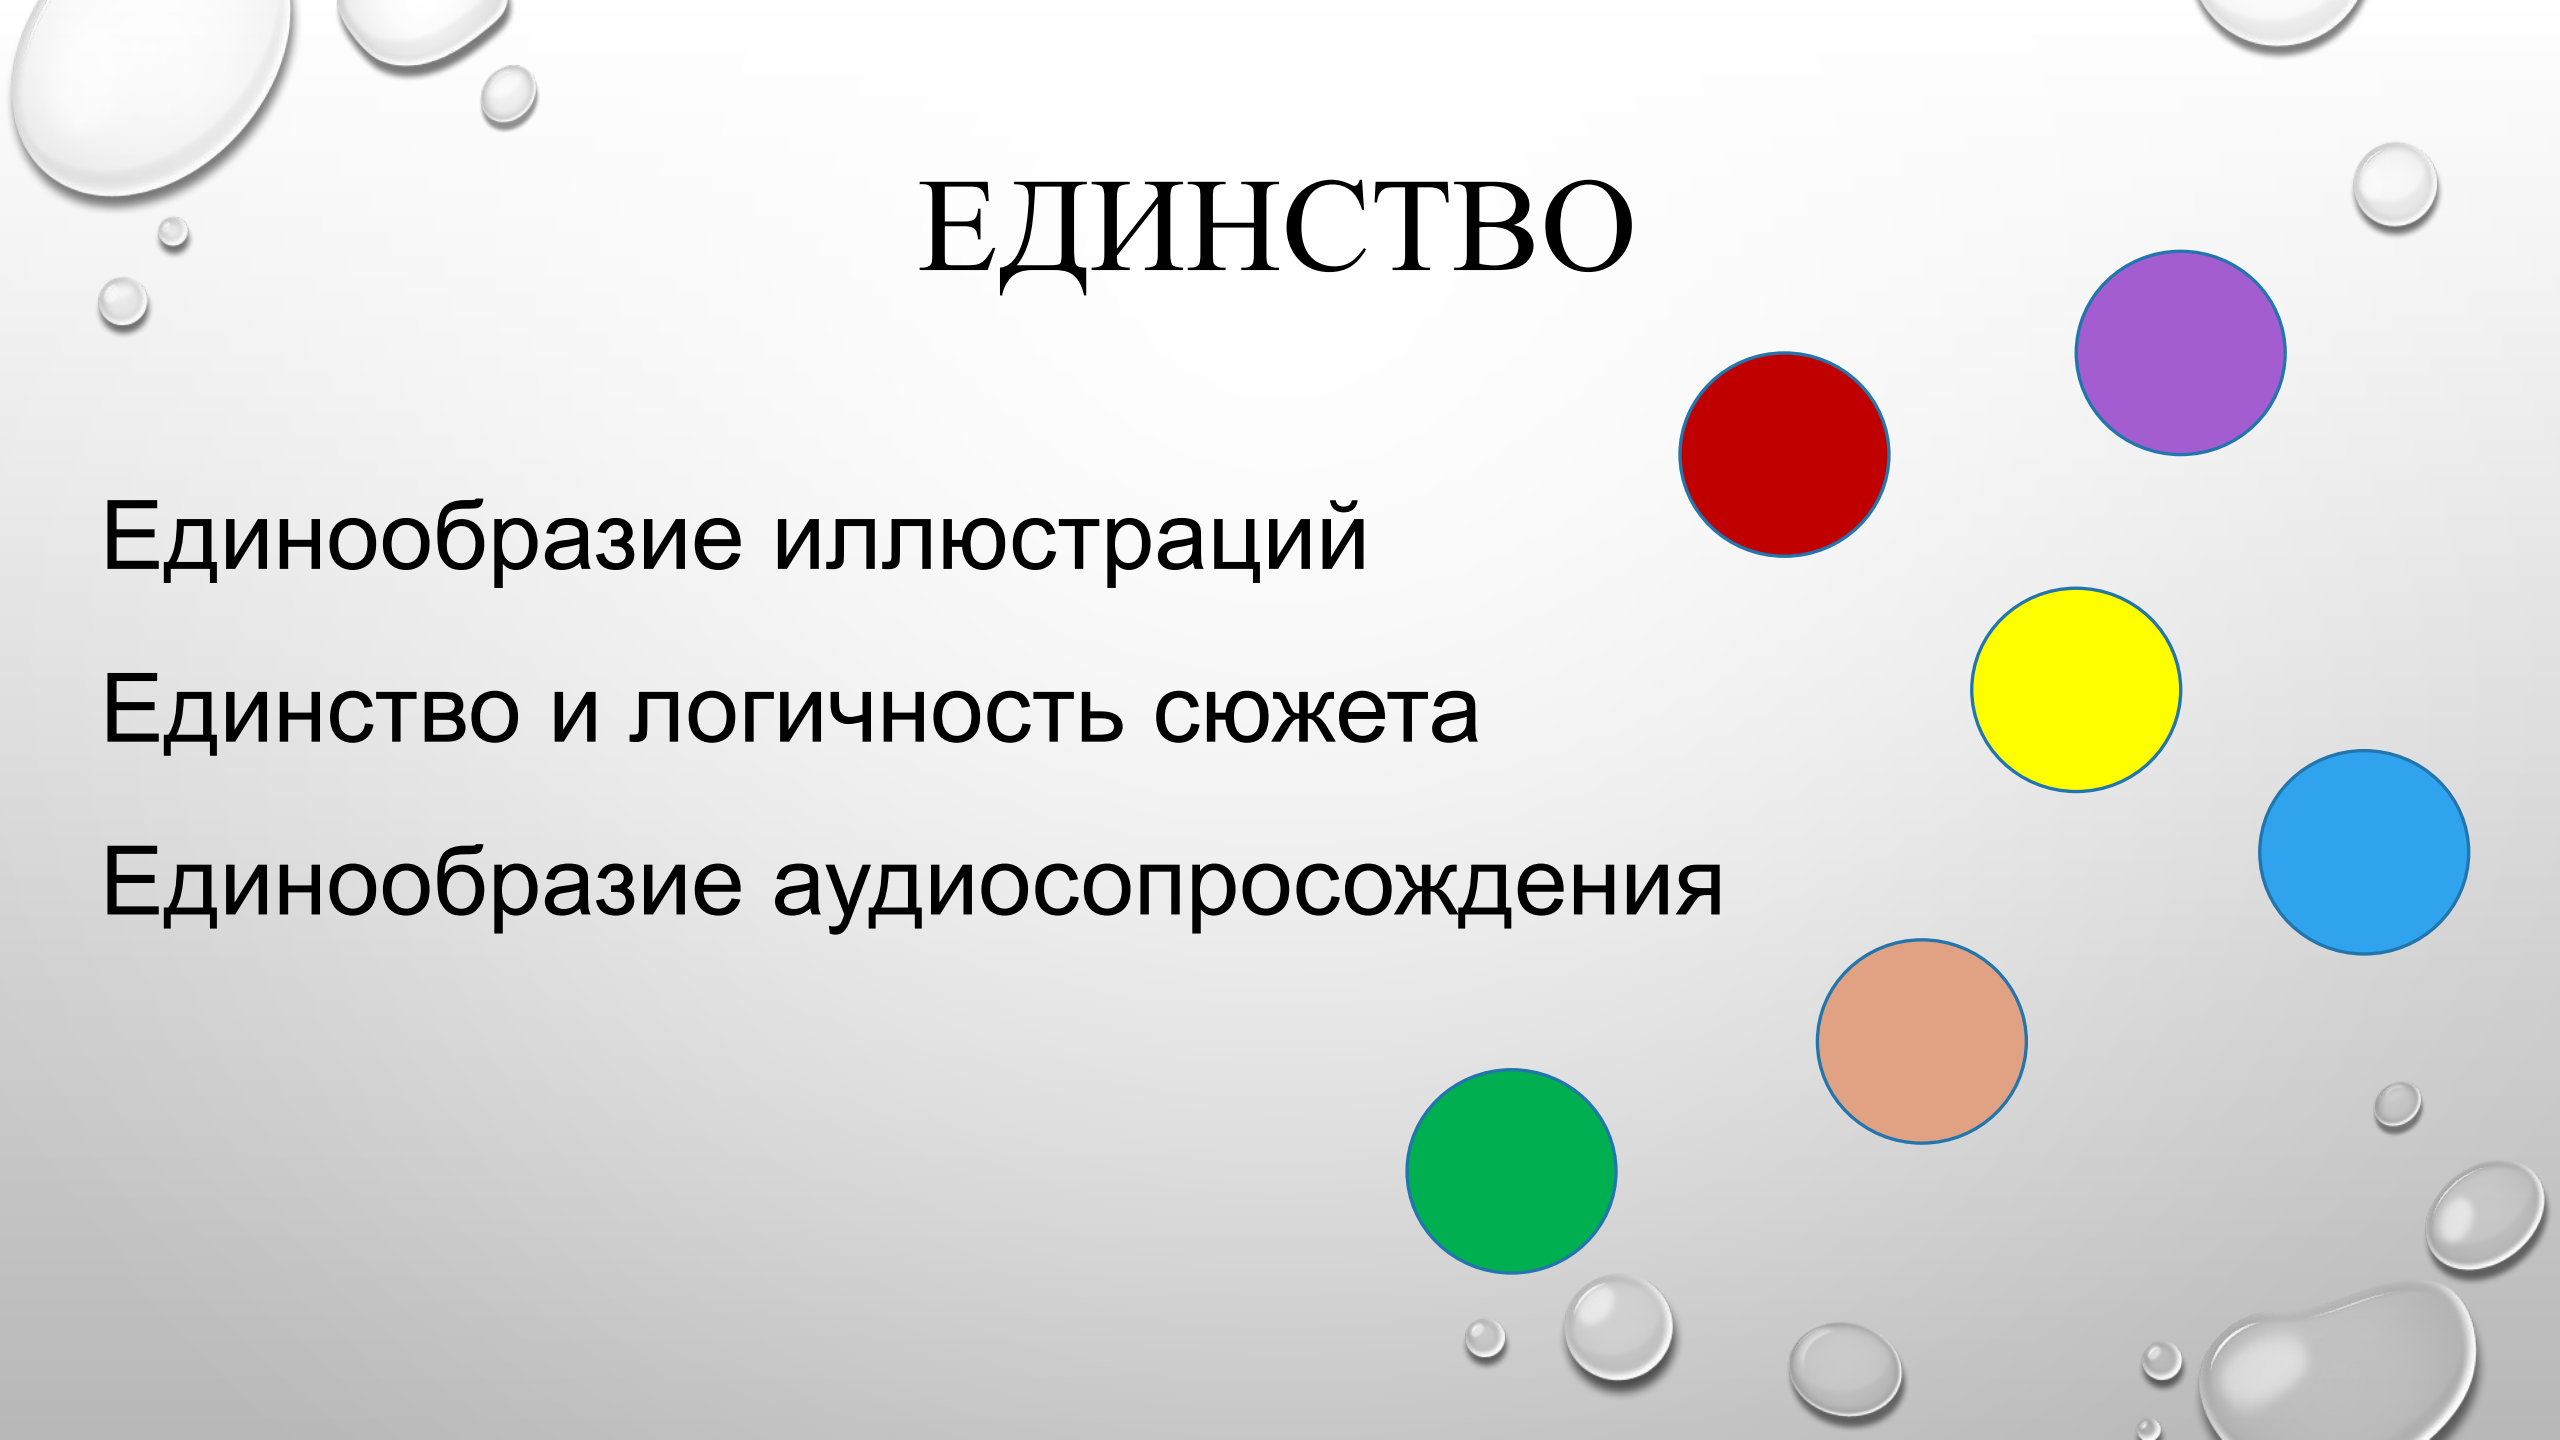 ЕДИНСТВО
Единообразие иллюстраций
Единство и логичность сюжета
Единообразие аудиосопросождения